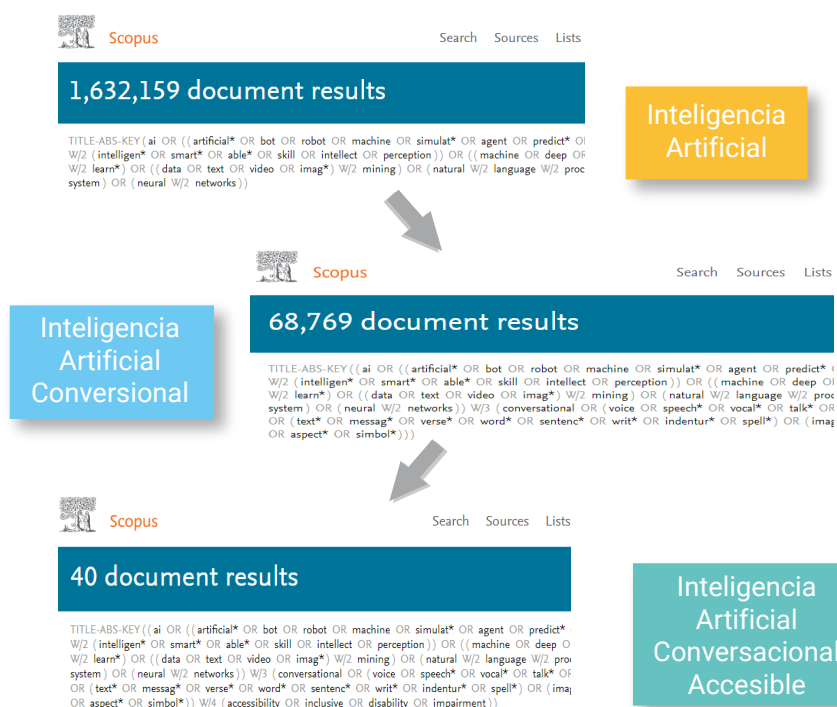 Scopus
Search Sources Lists
1,632,159 document results
TITLE-ABS-KEY(ai OR ((artificial* OR bot OR robot OR machine OR simulat* OR agent OR predict*
W/2 (intelligen* OR smart* OR able* OR skill OR intellect OR perception)) OR ((machine OR deep OR
W/2 learn*) OR ((data OR text OR video OR imag*) W/2 mining) OR (natural W/2 language W/2 proc
system) OR (neural W/2 networks))
Inteligencia
Artificial
Scopus
Search Sources Lists
68,769 document results
TITLE-ABS-KEY((ai OR ((artificial* OR bot OR robot OR machine OR simulat* OR agent OR predict*
W/2 (intelligen* OR smart* OR able* OR skill OR intellect OR perception)) OR ((machine OR deep OR
W/2 learn*) OR ((data OR text OR video OR imag*) W/2 mining) OR (natural W/2 language W/2 proc
system) OR (neural W/2 networks)) W/3 (conversational OR (voice OR speech* OR vocal* OR talk* OR
OR (text* OR messag* OR verse* OR word* OR sentenc* OR writ* OR indentur* OR spell*) OR (imag
OR aspect* OR simbol*)))
Inteligencia
Artificial
Conversional
Scopus
Search Sources Lists
40 document results
TITLE-ABS-KEY((ai OR ((artificial* OR bot OR robot OR machine OR simulat* OR agent OR predict*
W/2 (intelligen* OR smart* OR able* OR skill OR intellect OR perception)) OR ((machine OR deep O
W/2 learn*) OR ((data OR text OR video OR imag*) W/2 mining) OR (natural W/2 language W/2 proc
system) OR (neural W/2 networks)) W/3 (conversational OR (voice OR speech* OR vocal* OR talk* OR
OR (text* OR messag* OR verse* OR word* OR sentenc* OR writ* OR indentur* OR spell*) OR (imag
OR aspect* OR simbol*)) W/4 (accessibility OR inclusive OR disability OR impairment))
Inteligencia
Artificial
Conversacional
Accesible